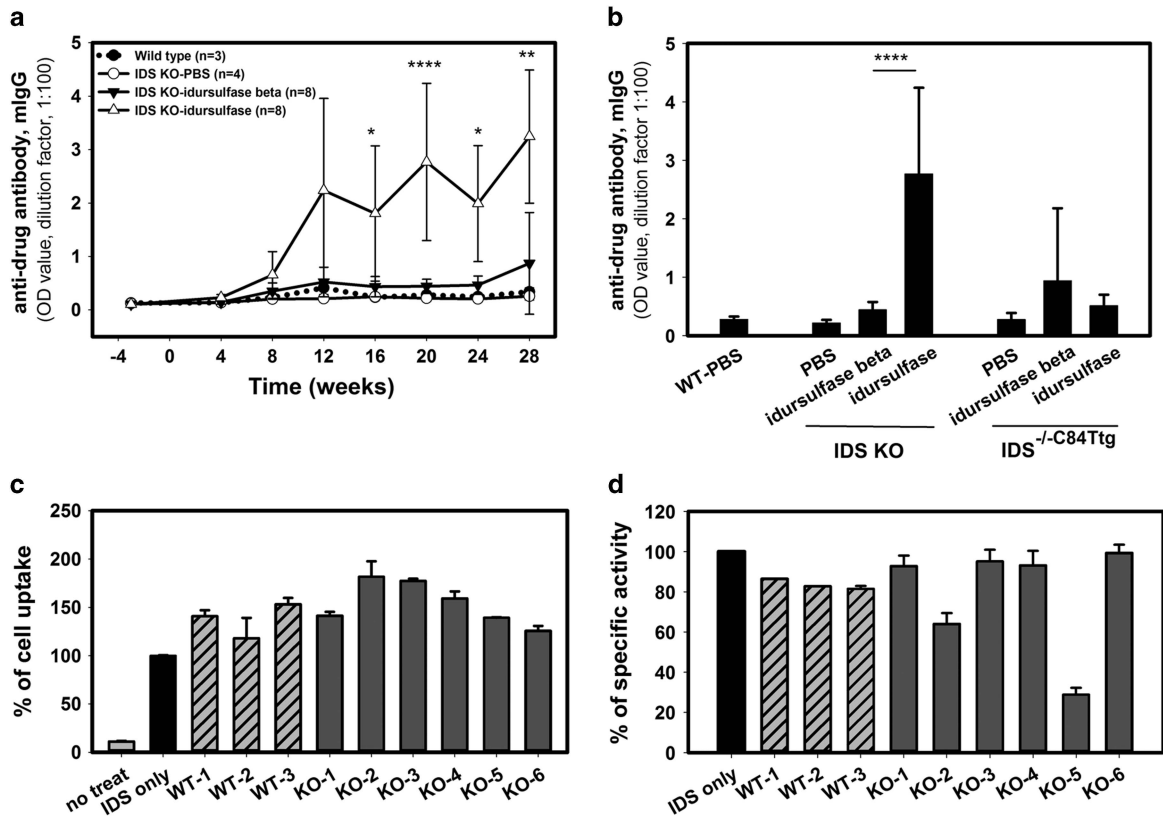 a
anti-drug antibody, mIgG
(OD value, dilution factor, 1:100)
5
4
3
2
1
0
Wild type (n=3)
IDS KO-PBS (n=4)
IDS KO-idursulfase beta (n=8)
IDS KO-idursulfase (n=8)
*
****
*
**
-4 0 4 8 12 16 20 24 28
Time (weeks)
b
anti-drug antibody, mIgG
(OD value, dilution factor 1:100)
5
4
3
2
1
0
****
WT-PBS
PBS
idursulfase beta
idursulfase
PBS
idursulfase beta
idursulfase
IDS KO
IDS-/-C84Ttg
c
% of cell uptake
250
200
150
100
50
0
no treat
IDS only
WT-1
WT-2
WT-3
KO-1
KO-2
KO-3
KO-4
KO-5
KO-6
d
% of specific activity
120
100
80
60
40
20
0
IDS only
WT-1
WT-2
WT-3
KO-1
KO-2
KO-3
KO-4
KO-5
KO-6